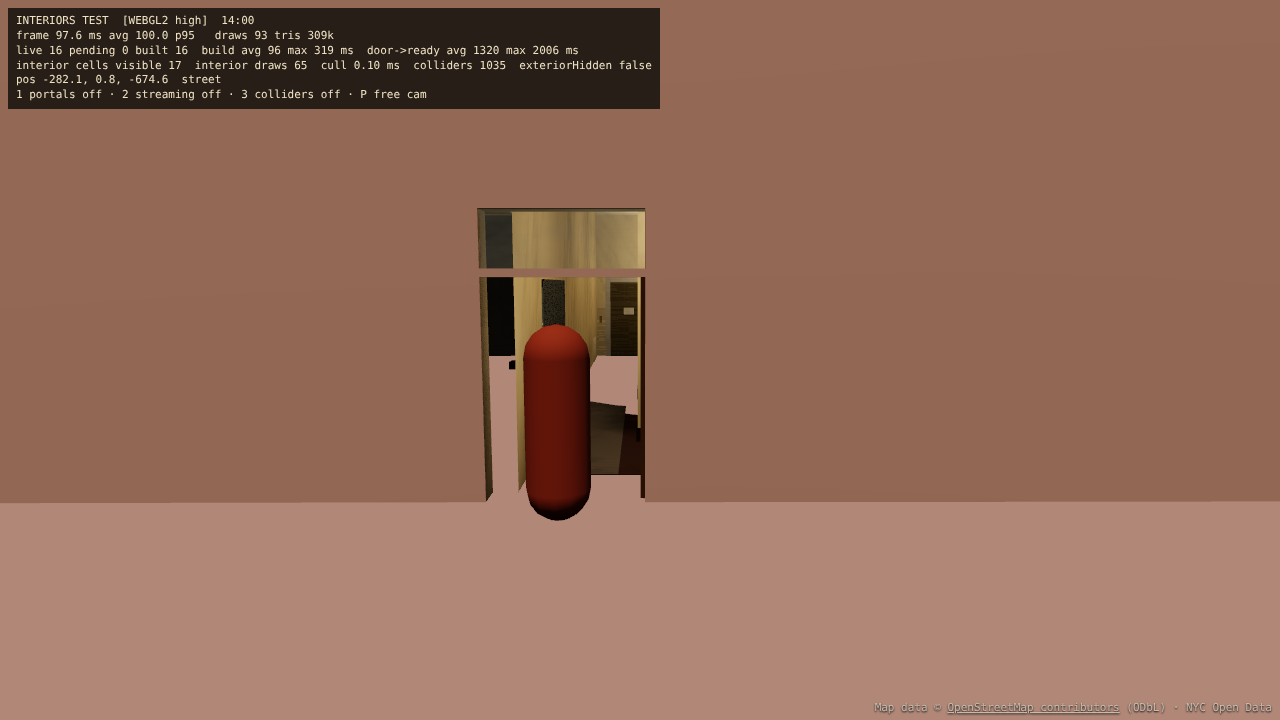 INTERIORS TEST  [WEBGL2 high]  14:00
frame 97.6 ms avg 100.0 p95   draws 93 tris 309k
live 16 pending 0 built 16  build avg 96 max 319 ms  door->ready avg 1320 max 2006 ms
interior cells visible 17  interior draws 65  cull 0.10 ms  colliders 1035  exteriorHidden false
pos -282.1, 0.8, -674.6  street
1 portals off · 2 streaming off · 3 colliders off · P free cam
Map data © OpenStreetMap contributors (ODbL) · NYC Open Data